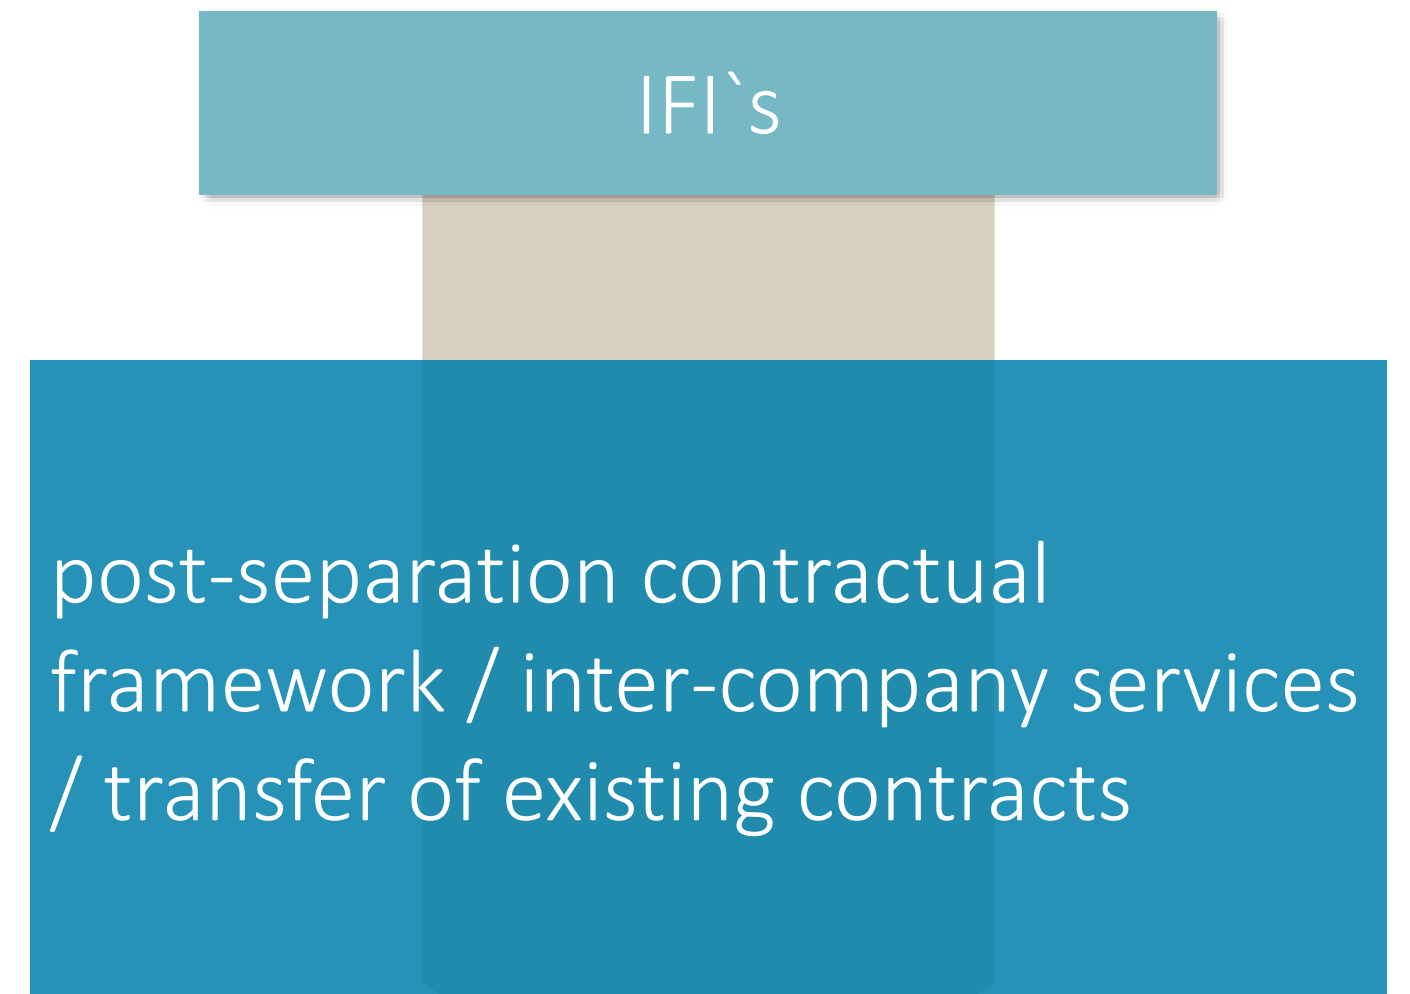 IFI`s
post-separation contractual
framework / inter-company services
/ transfer of existing contracts